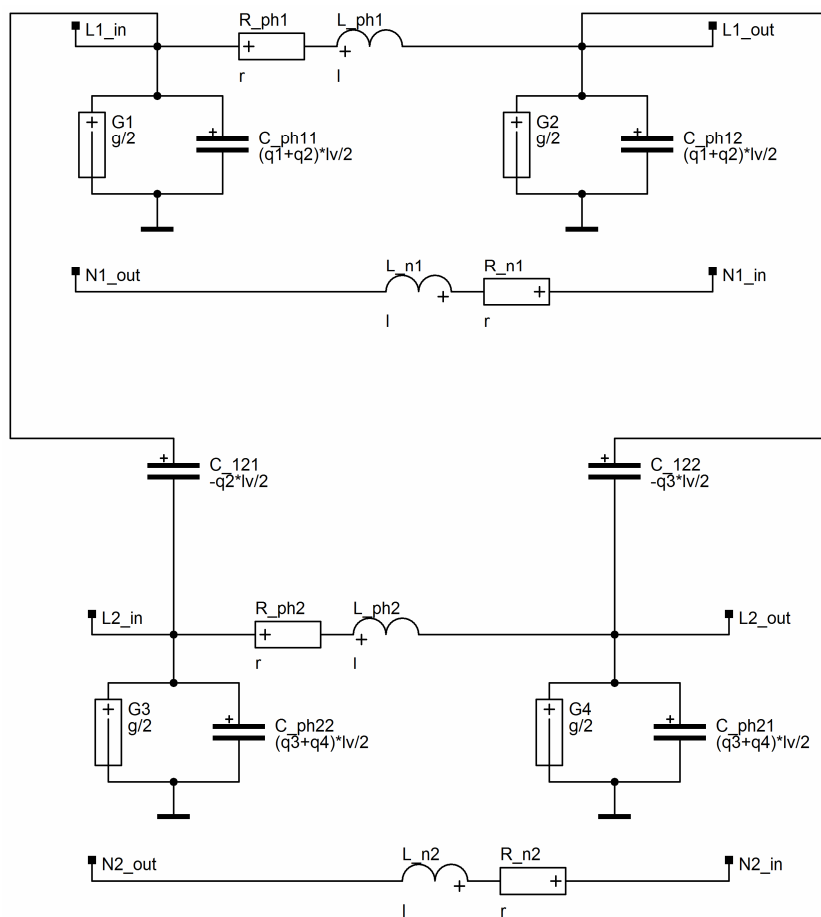 L1_in
R_ph1
L_ph1
L1_out
+
+
r
l
+
G1
g/2
+
C_ph11
(q1+q2)*lv/2
+
G2
g/2
+
C_ph12
(q1+q2)*lv/2
N1_out
L_n1
R_n1
N1_in
+
+
l
r
+
C_121
-q2*lv/2
+
C_122
-q3*lv/2
L2_in
R_ph2
L_ph2
L2_out
+
+
r
l
+
G3
g/2
+
C_ph22
(q3+q4)*lv/2
+
G4
g/2
+
C_ph21
(q3+q4)*lv/2
N2_out
L_n2
R_n2
N2_in
+
+
l
r